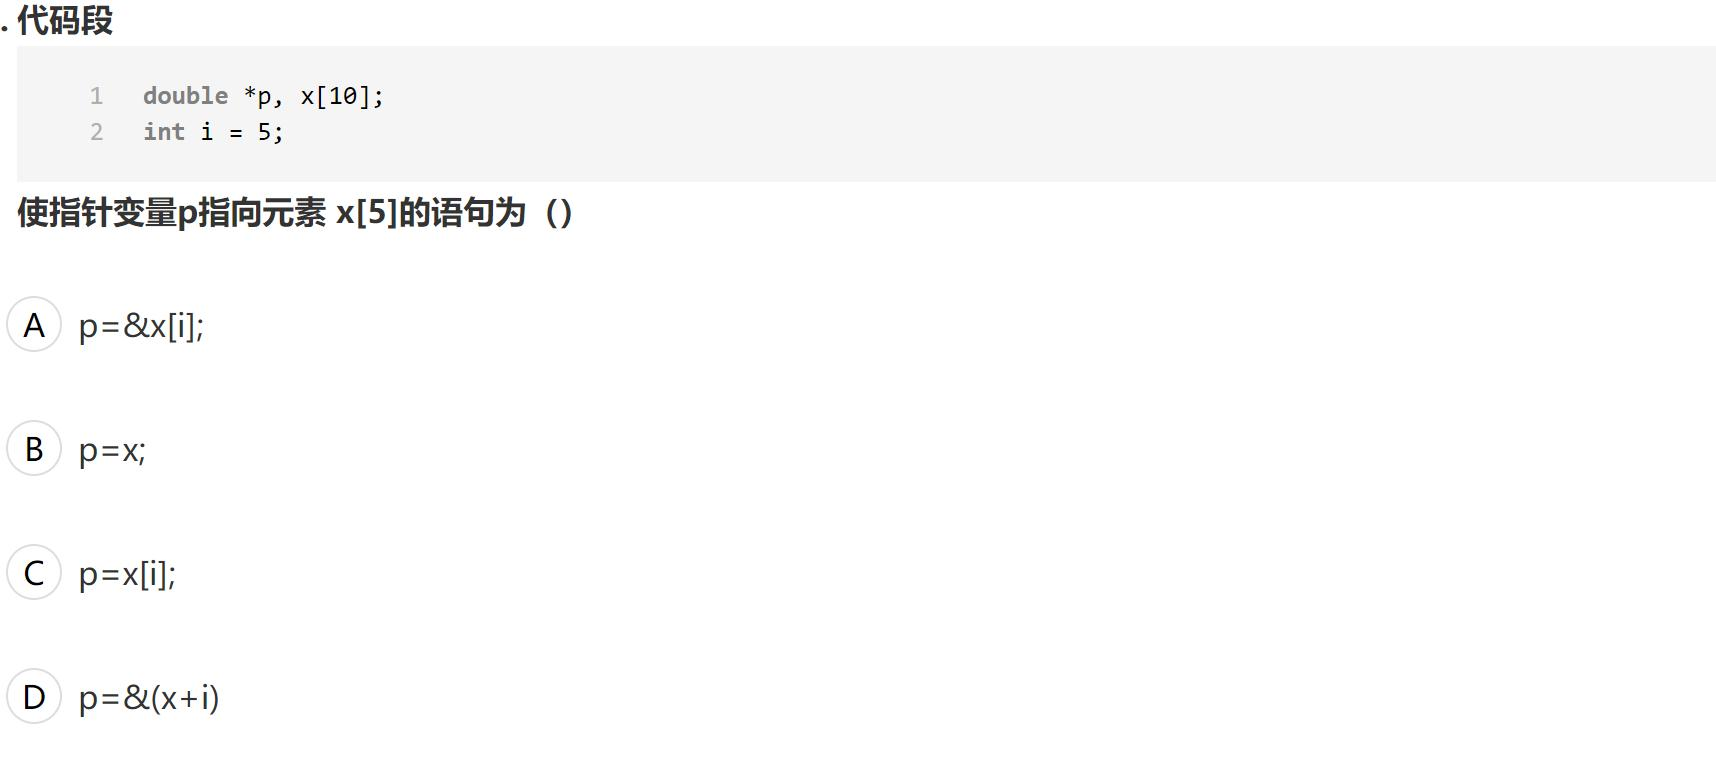 . 代码段
1 double *p, x[10];
2 int i = 5;
使指针变量p指向元素 x[5]的语句为（）
A p=&x[i];
B p=x;
C p=x[i];
D p=&(x+i)